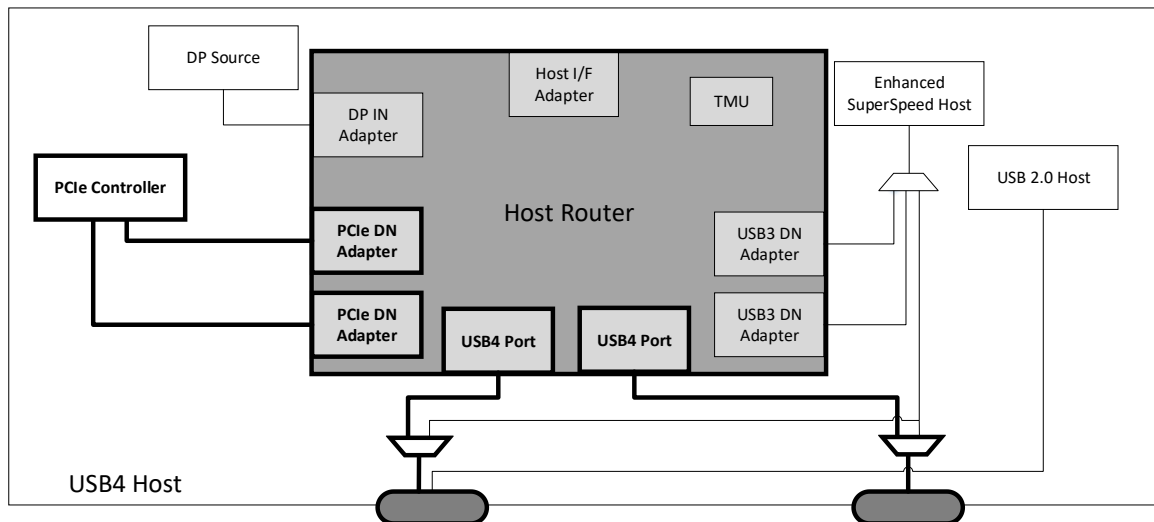 DP Source
Host I/F
Adapter
TMU
Enhanced
SuperSpeed Host
DP IN
Adapter
PCIe Controller
USB 2.0 Host
Host Router
PCIe DN
Adapter
USB3 DN
Adapter
PCIe DN
Adapter
USB4 Port
USB4 Port
USB3 DN
Adapter
USB4 Host